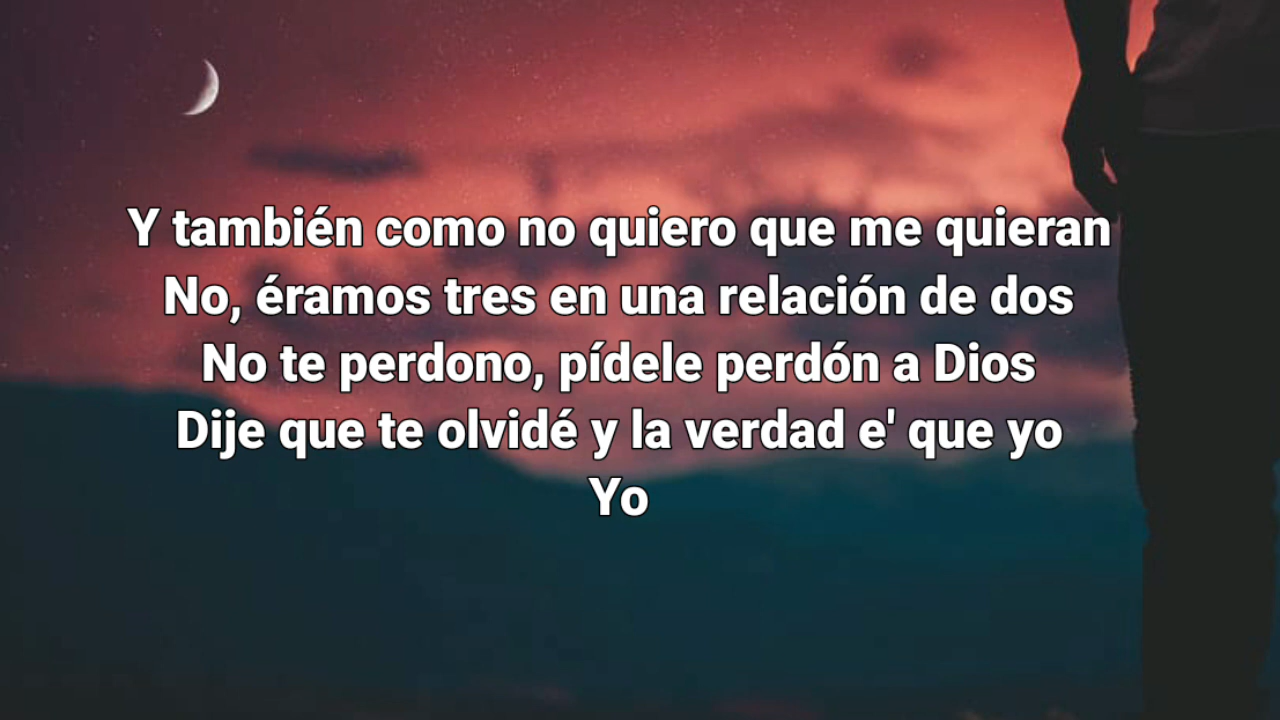 Y también como no quiero que me quieran
No, éramos tres en una relación de dos
No te perdono, pídele perdón a Dios
Dije que te olvidé y la verdad e' que yo
Yo